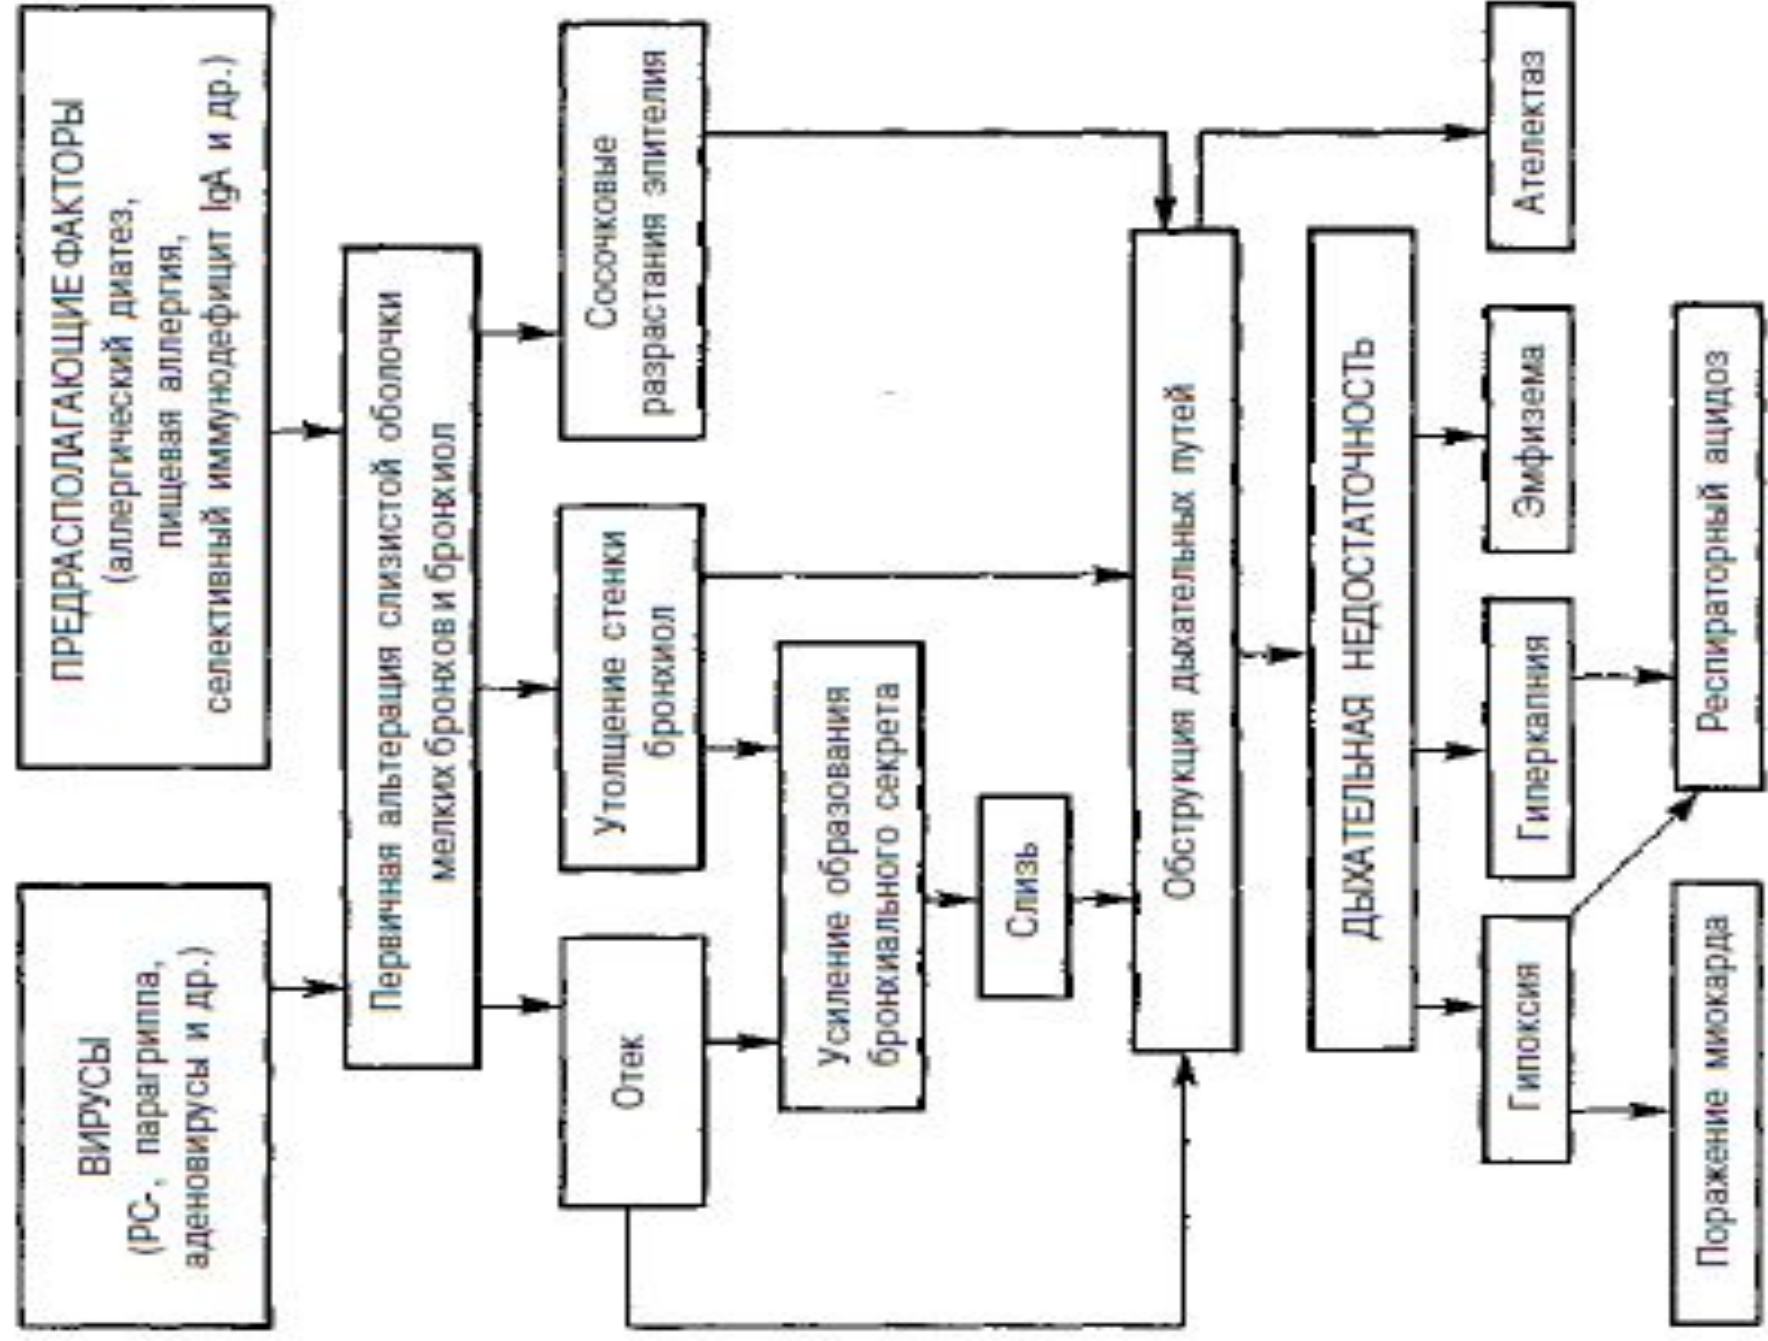 ВИРУСЫ
(РС-, парагриппа,
аденовирусы и др.)
ПРЕДРАСПОЛАГАЮЩИЕ ФАКТОРЫ
(аллергический диатез,
пищевая аллергия,
селективный иммунодефицит IgA и др.)
Первичная альтерация слизистой оболочки
мелких бронхов и бронхиол
Отек
Утолщение стенки
бронхиол
Сосочковые
разрастания эпителия
Усиление образования
бронхиального секрета
Слизь
Обструкция дыхательных путей
ДЫХАТЕЛЬНАЯ НЕДОСТАТОЧНОСТЬ
Гипоксия
Гиперкапния
Эмфизема
Ателектаз
Поражение миокарда
Респираторный ацидоз